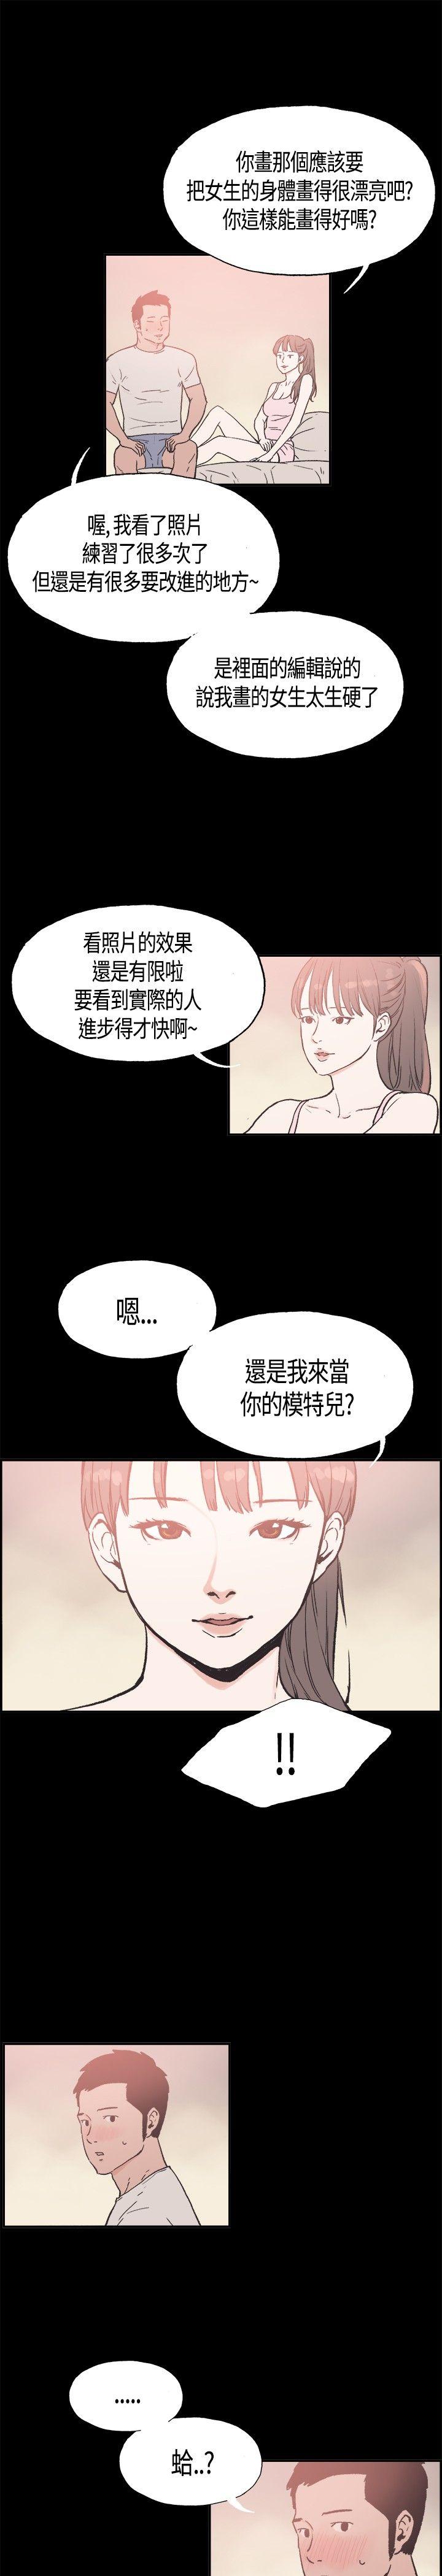 你畫那個應該要
把女生的身體畫得很漂亮吧?
你這樣能畫得好嗎?
喔, 我看了照片
練習了很多次了
但還是有很多要改進的地方~
是裡面的編輯說的
說我畫的女生太生硬了
看照片的效果
還是有限啦
要看到實際的人
進步得才快啊~
嗯...
還是我來當
你的模特兒?
!!
.....
蛤..?